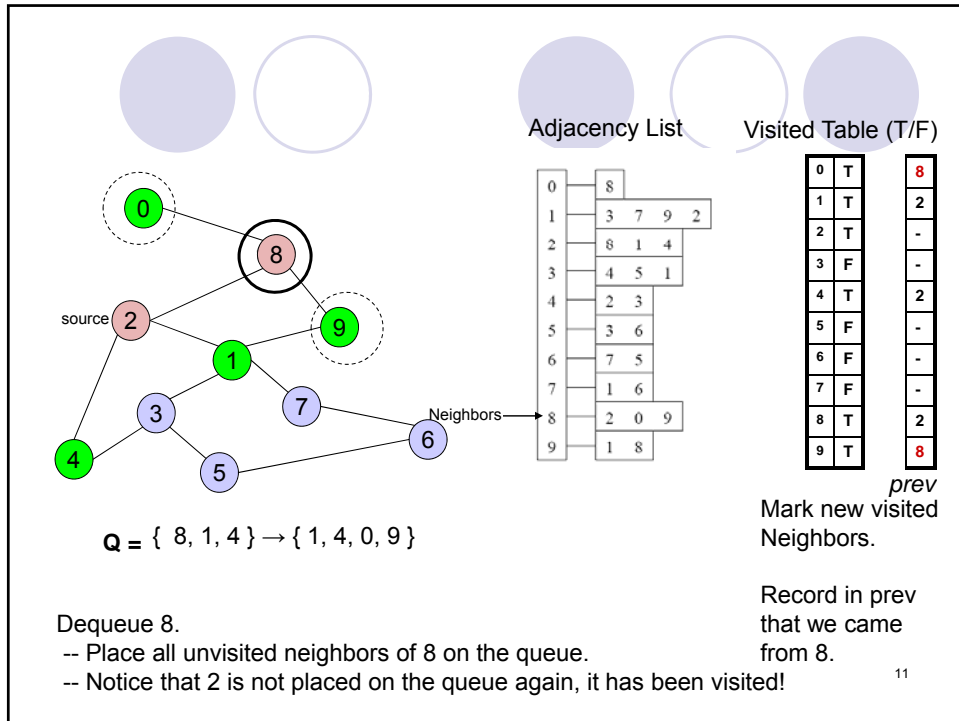 Adjacency List
Visited Table (T/F)
0
8
source
2
9
1
3
7
6
4
5
Neighbors
0 8
1 3 7 9 2
2 8 1 4
3 4 5 1
4 2 3
5 3 6
6 7 5
7 1 6
8 2 0 9
9 1 8
0 T 8
1 T 2
2 T -
3 F -
4 T 2
5 F -
6 F -
7 F -
8 T 2
9 T 8
prev
Mark new visited
Neighbors.
Record in prev
that we came
from 8.
Q = { 8, 1, 4 } → { 1, 4, 0, 9 }
Dequeue 8.
-- Place all unvisited neighbors of 8 on the queue.
-- Notice that 2 is not placed on the queue again, it has been visited!
11